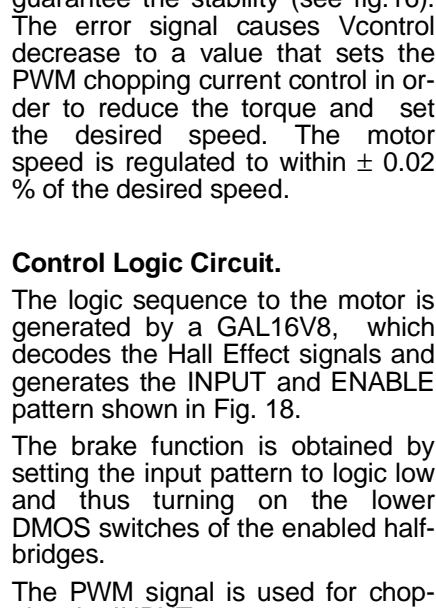 guarantee the stability (see fig.16).
The error signal causes Vcontrol
decrease to a value that sets the
PWM chopping current control in or-
der to reduce the torque and set
the desired speed. The motor
speed is regulated to within ± 0.02
% of the desired speed.
Control Logic Circuit.
The logic sequence to the motor is
generated by a GAL16V8, which
decodes the Hall Effect signals and
generates the INPUT and ENABLE
pattern shown in Fig. 18.
The brake function is obtained by
setting the input pattern to logic low
and thus turning on the lower
DMOS switches of the enabled half-
bridges.
The PWM signal is used for chop-